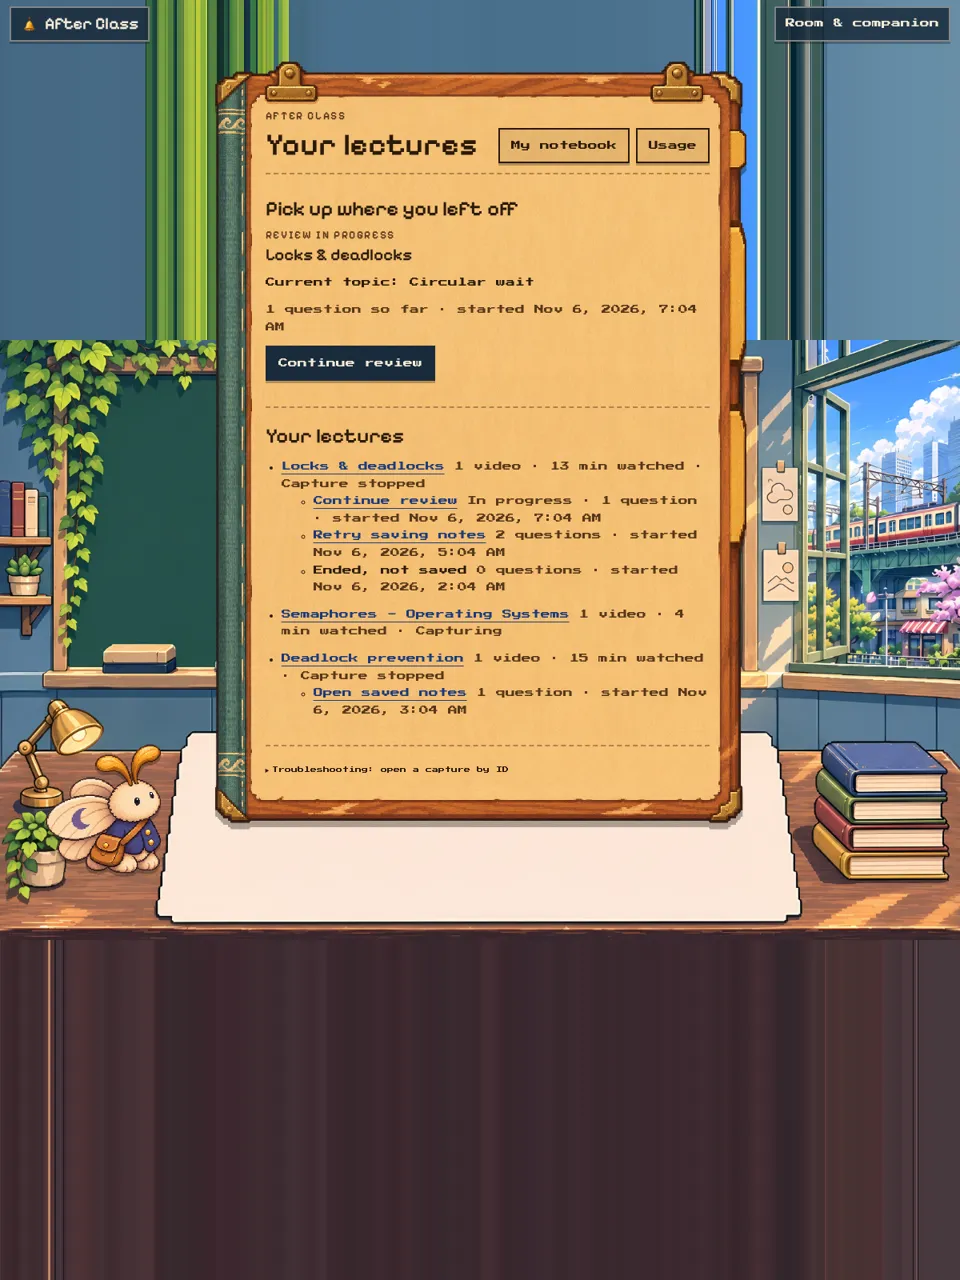 After Class
Room & companion
AFTER CLASS
Your lectures
My notebook
Usage
Pick up where you left off
REVIEW IN PROGRESS
Locks & deadlocks
Current topic: Circular wait
1 question so far · started Nov 6, 2026, 7:04
AM
Continue review
Your lectures
Locks & deadlocks 1 video · 13 min watched ·
Capture stopped
Continue review In progress · 1 question
· started Nov 6, 2026, 7:04 AM
Retry saving notes 2 questions · started
Nov 6, 2026, 5:04 AM
Ended, not saved 0 questions · started
Nov 6, 2026, 2:04 AM
Semaphores - Operating Systems 1 video · 4
min watched · Capturing
Deadlock prevention 1 video · 15 min watched
· Capture stopped
Open saved notes 1 question · started Nov
6, 2026, 3:04 AM
Troubleshooting: open a capture by ID